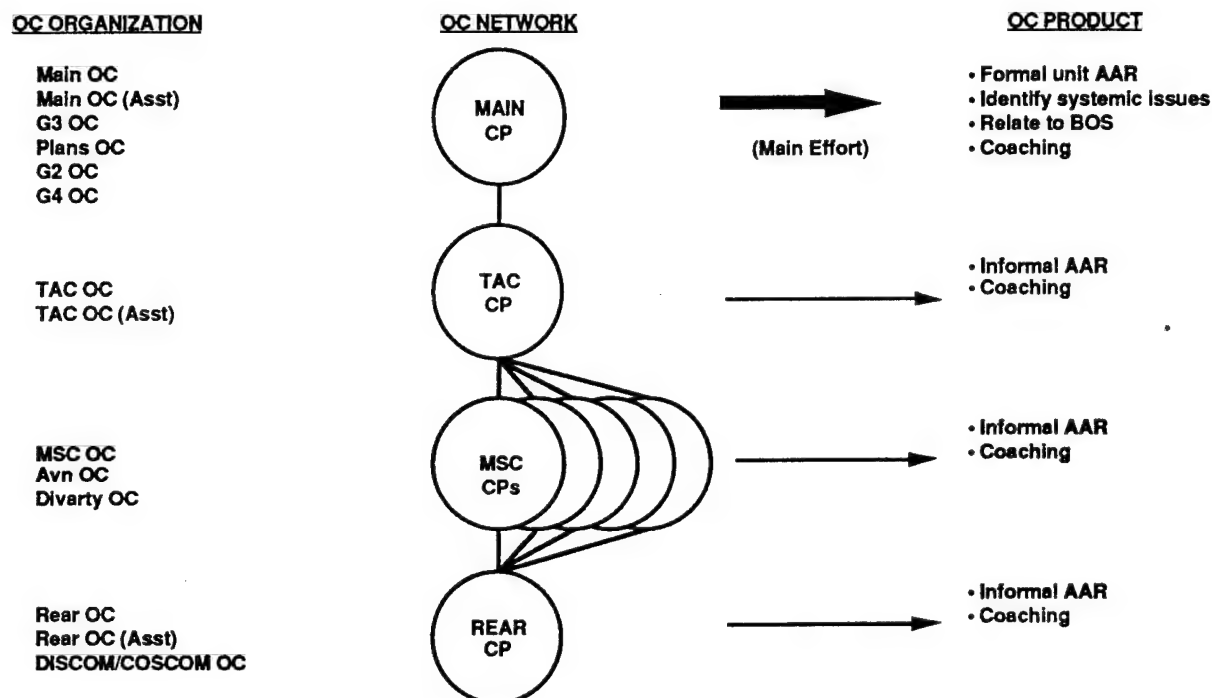 OC ORGANIZATION
OC NETWORK
OC PRODUCT
Main OC
Main OC (Asst)
G3 OC
Plans OC
G2 OC
G4 OC
MAIN
CP
(Main Effort)
• Formal unit AAR
• Identify systemic issues
• Relate to BOS
• Coaching
TAC OC
TAC OC (Asst)
TAC
CP
• Informal AAR
• Coaching
MSC OC
Avn OC
Divarty OC
MSC
CPs
• Informal AAR
• Coaching
Rear OC
Rear OC (Asst)
DISCOM/COSCOM OC
REAR
CP
• Informal AAR
• Coaching